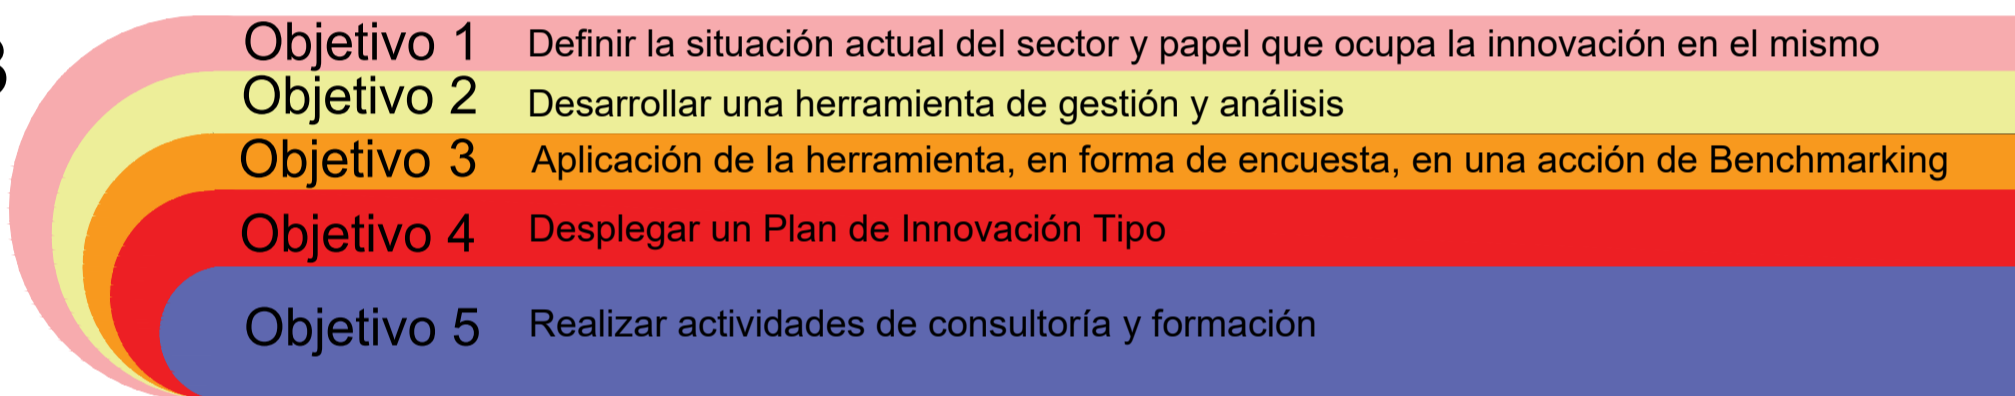 Objetivo 1 Definir la situación actual del sector y papel que ocupa la innovación en el mismo
Objetivo 2 Desarrollar una herramienta de gestión y análisis
Objetivo 3 Aplicación de la herramienta, en forma de encuesta, en una acción de Benchmarking
Objetivo 4 Desplegar un Plan de Innovación Tipo
Objetivo 5 Realizar actividades de consultoría y formación